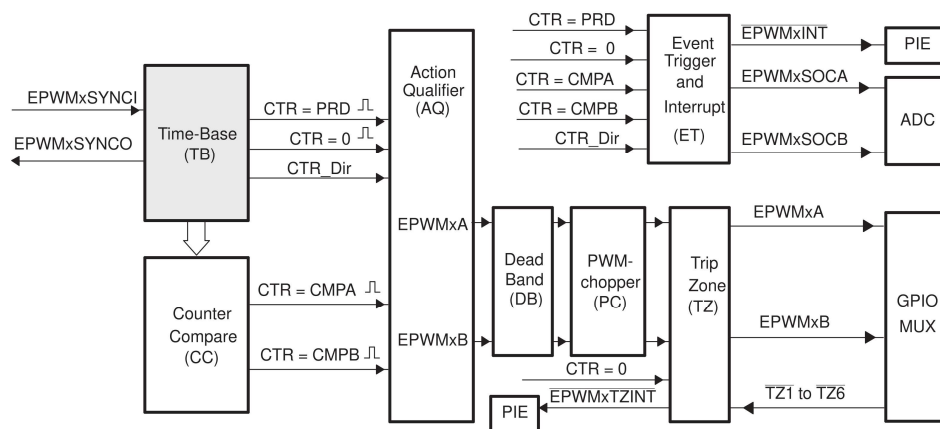 EPWMxSYNCI
EPWMxSYNCO
Time-Base
(TB)
CTR = PRD
CTR = 0
CTR_Dir
Counter
Compare
(CC)
CTR = CMPA
CTR = CMPB
Action
Qualifier
(AQ)
EPWMxA
EPWMxB
CTR = PRD
CTR = 0
CTR = CMPA
CTR = CMPB
CTR_Dir
Event
Trigger
and
Interrupt
(ET)
EPWMxINT
EPWMxSOCA
EPWMxSOCB
PIE
ADC
Dead
Band
(DB)
PWM-
chopper
(PC)
CTR = 0
EPWMxTZINT
PIE
Trip
Zone
(TZ)
EPWMxA
EPWMxB
TZ1 to TZ6
GPIO
MUX